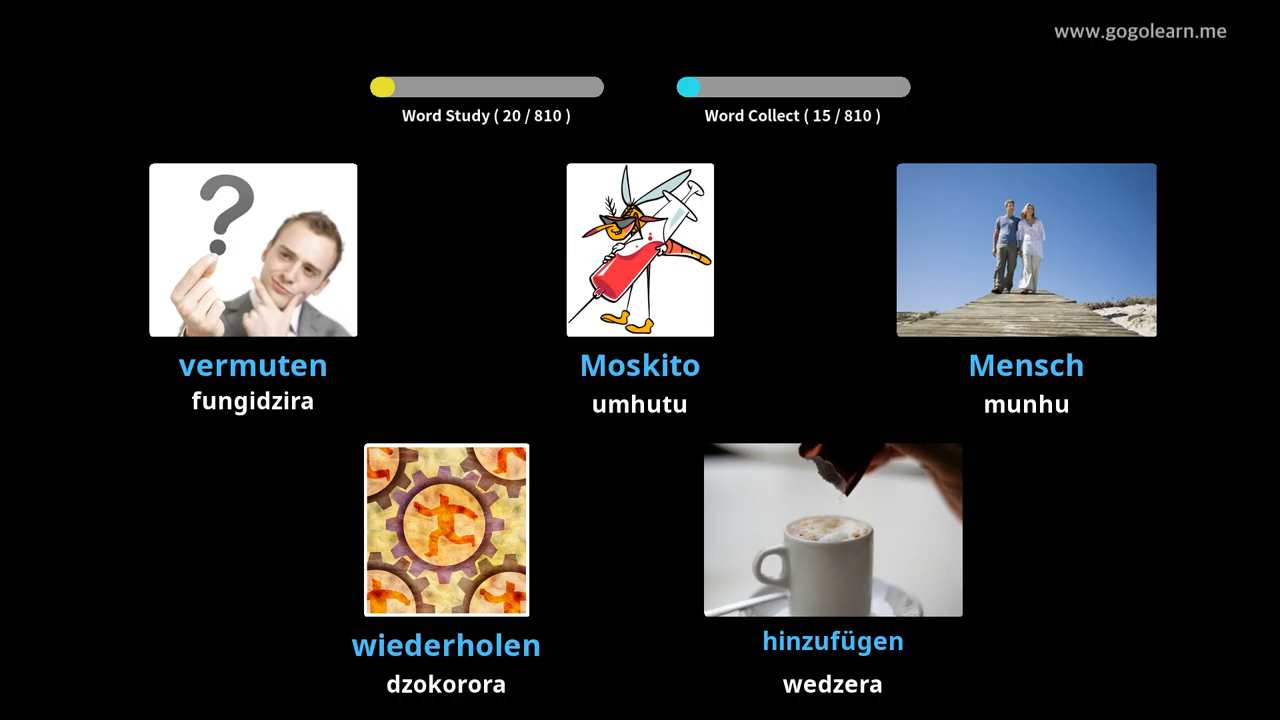 www.gogolearn.me
Word Study ( 20 / 810 )
Word Collect ( 15 / 810 )
vermuten
fungidzira
Moskito
umhutu
Mensch
munhu
wiederholen
dzokorora
hinzufügen
wedzera